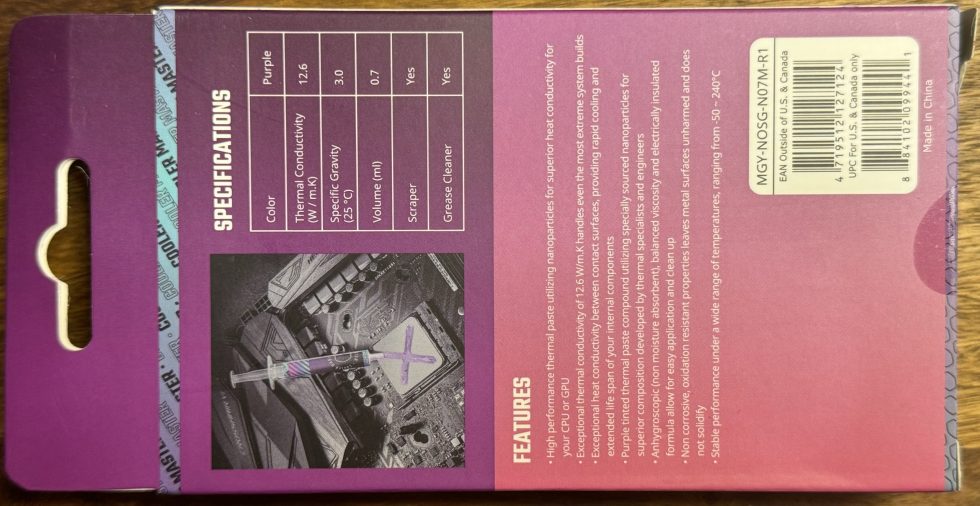 COOLER MASTER
SPECIFICATIONS
Color Purple
Thermal Conductivity
(W / m.K) 12.6
Specific Gravity
(25 °C) 3.0
Volume (ml) 0.7
Scraper Yes
Grease Cleaner Yes
FEATURES
• High performance thermal paste utilizing nanoparticles for superior heat conductivity for
your CPU or GPU
• Exceptional thermal conductivity of 12.6 W/m.K handles even the most extreme system builds
• Exceptional heat conductivity between contact surfaces, providing rapid cooling and
extended life span of your internal components
• Purple tinted thermal paste compound utilizing specially sourced nanoparticles for
superior composition developed by thermal specialists and engineers
• Anhygroscopic (non moisture absorbent), balanced viscosity and electrically insulated
formula allow for easy application and clean up
• Non corrosive, oxidation resistant properties leaves metal surfaces unharmed and does
not solidify
• Stable performance under a wide range of temperatures, ranging from -50 ~ 240°C
MGY-NOSG-N07M-R1
EAN Outside of U.S. & Canada
4 719512 127124
UPC For U.S. & Canada only
8 84102 09944 1
Made in China